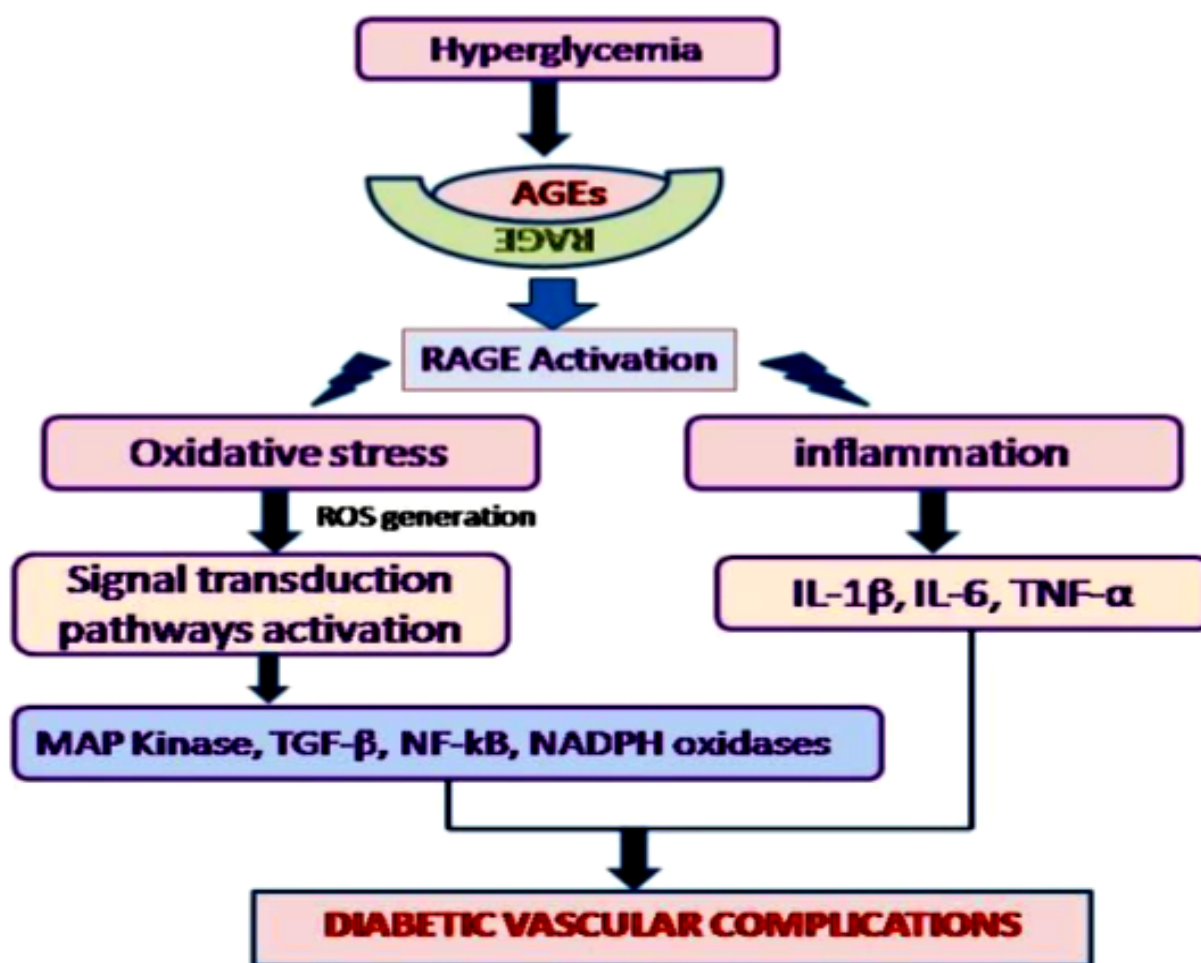 Hyperglycemia
AGEs
RAGE
RAGE Activation
Oxidative stress
inflammation
ROS generation
Signal transduction
pathways activation
IL-1β, IL-6, TNF-α
MAP Kinase, TGF-β, NF-kB, NADPH oxidases
DIABETIC VASCULAR COMPLICATIONS